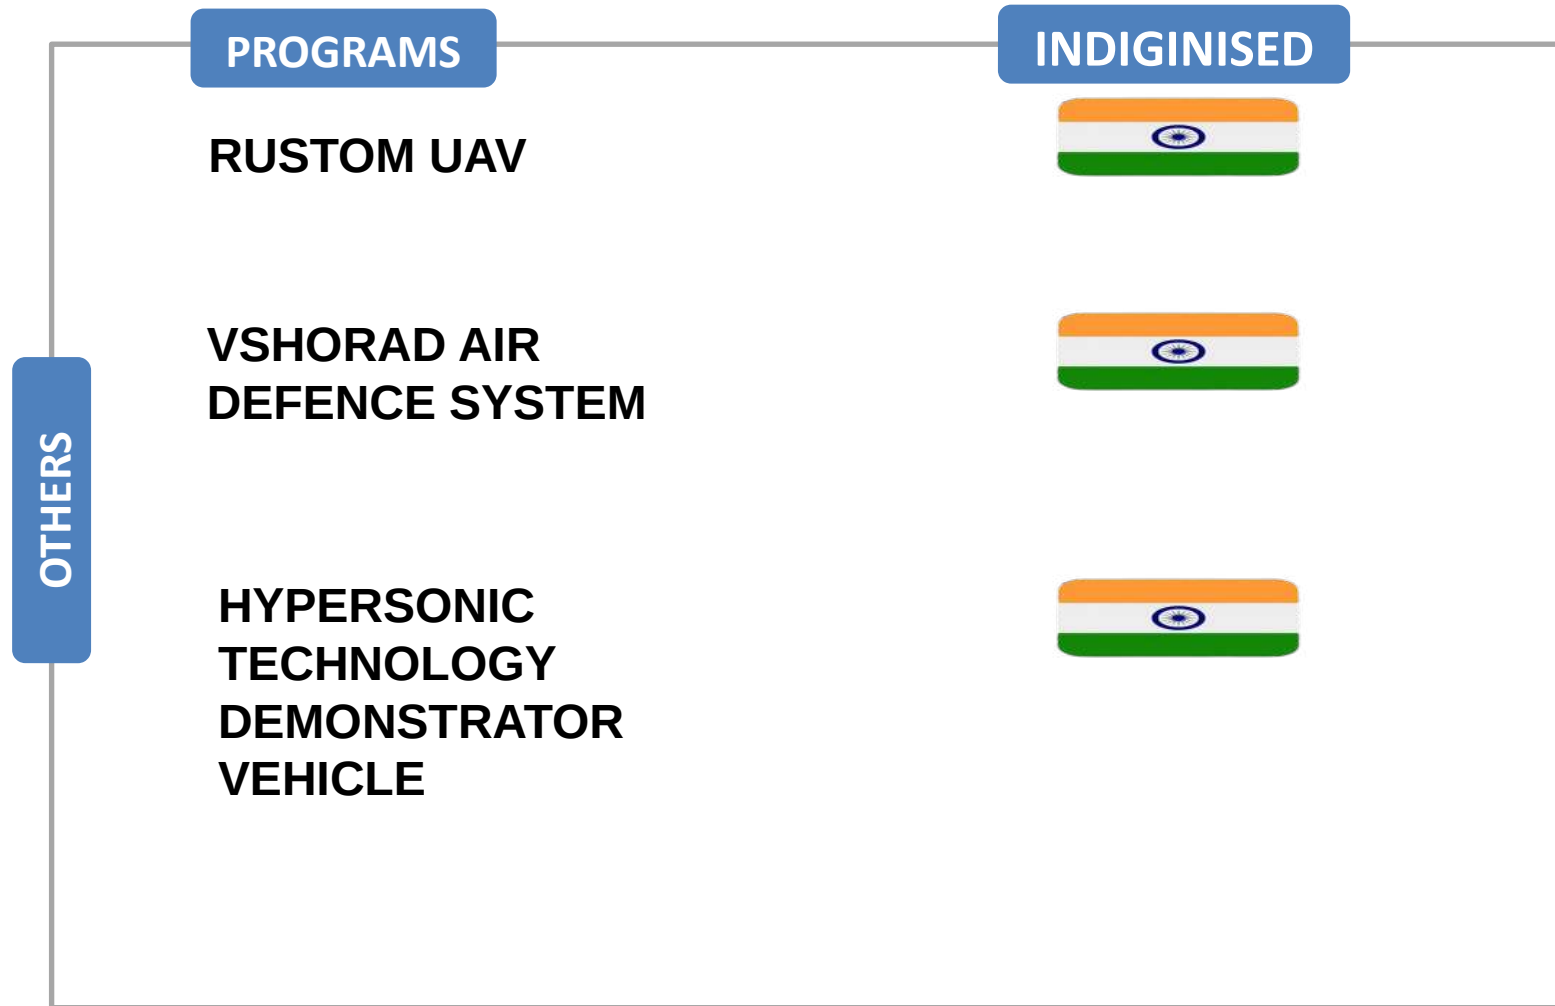 PROGRAMS
INDIGINISED
RUSTOM UAV
VSHORAD AIR
DEFENCE SYSTEM
OTHERS
HYPERSONIC
TECHNOLOGY
DEMONSTRATOR
VEHICLE